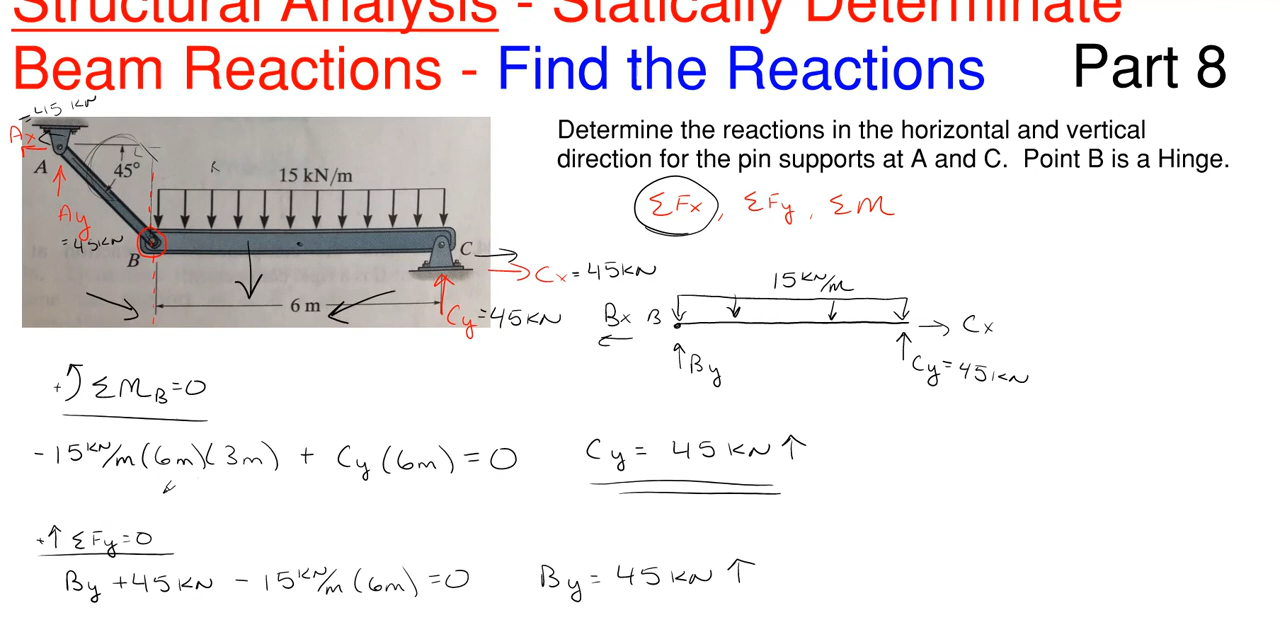 Structural Analysis - Statically Determinate
Beam Reactions - Find the Reactions Part 8
Determine the reactions in the horizontal and vertical
direction for the pin supports at A and C. Point B is a Hinge.
ΣFx, ΣFy, ΣM
=45 KN
Ax
A
45°
15 kN/m
Ay
=45KN
B
C
Cx=45KN
6 m
Cy=45KN
15KN/m
Bx B
Cx
By
Cy=45KN
+ ΣM_B=0
-15KN/m(6m)(3m) + Cy(6m)=0
Cy= 45KN↑
+↑ΣFy=0
By+45KN -15KN/m(6m)=0
By=45KN↑